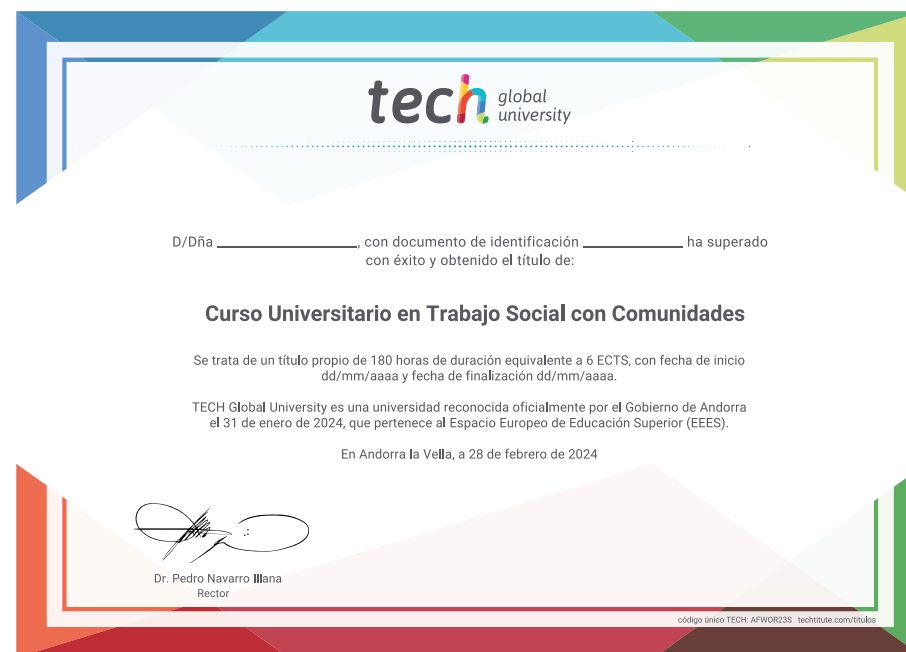 tech global university
D/Dña ____________________, con documento de identificación ______________ ha superado
con éxito y obtenido el título de:
Curso Universitario en Trabajo Social con Comunidades
Se trata de un título propio de 180 horas de duración equivalente a 6 ECTS, con fecha de inicio
dd/mm/aaaa y fecha de finalización dd/mm/aaaa.
TECH Global University es una universidad reconocida oficialmente por el Gobierno de Andorra
el 31 de enero de 2024, que pertenece al Espacio Europeo de Educación Superior (EEES).
En Andorra la Vella, a 28 de febrero de 2024
Dr. Pedro Navarro Illana
Rector
código único TECH: AFWOR23S techtitute.com/titulos